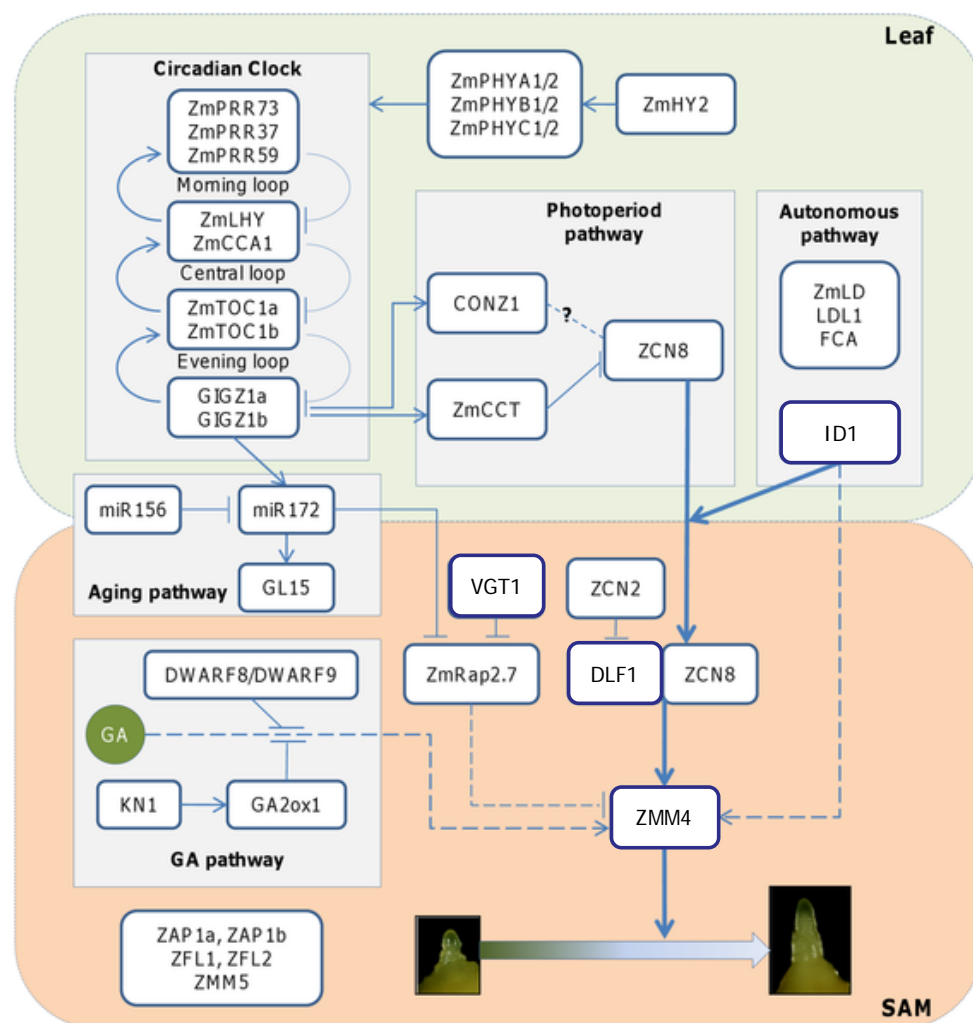 Leaf
Circadian Clock
ZmPRR73
ZmPRR37
ZmPRR59
Morning loop
ZmLHY
ZmCCA1
Central loop
ZmTOC1a
ZmTOC1b
Evening loop
GIGZ1a
GIGZ1b
ZmPHYA1/2
ZmPHYB1/2
ZmPHYC1/2
ZmHY2
Photoperiod
pathway
CONZ1
?
ZCN8
ZmCCT
Autonomous
pathway
ZmLD
LDL1
FCA
ID1
miR156
miR172
Aging pathway
GL15
VGT1
ZCN2
ZmRap2.7
DLF1
ZCN8
DWARF8/DWARF9
GA
KN1
GA2ox1
GA pathway
ZMM4
ZAP1a, ZAP1b
ZFL1, ZFL2
ZMM5
SAM